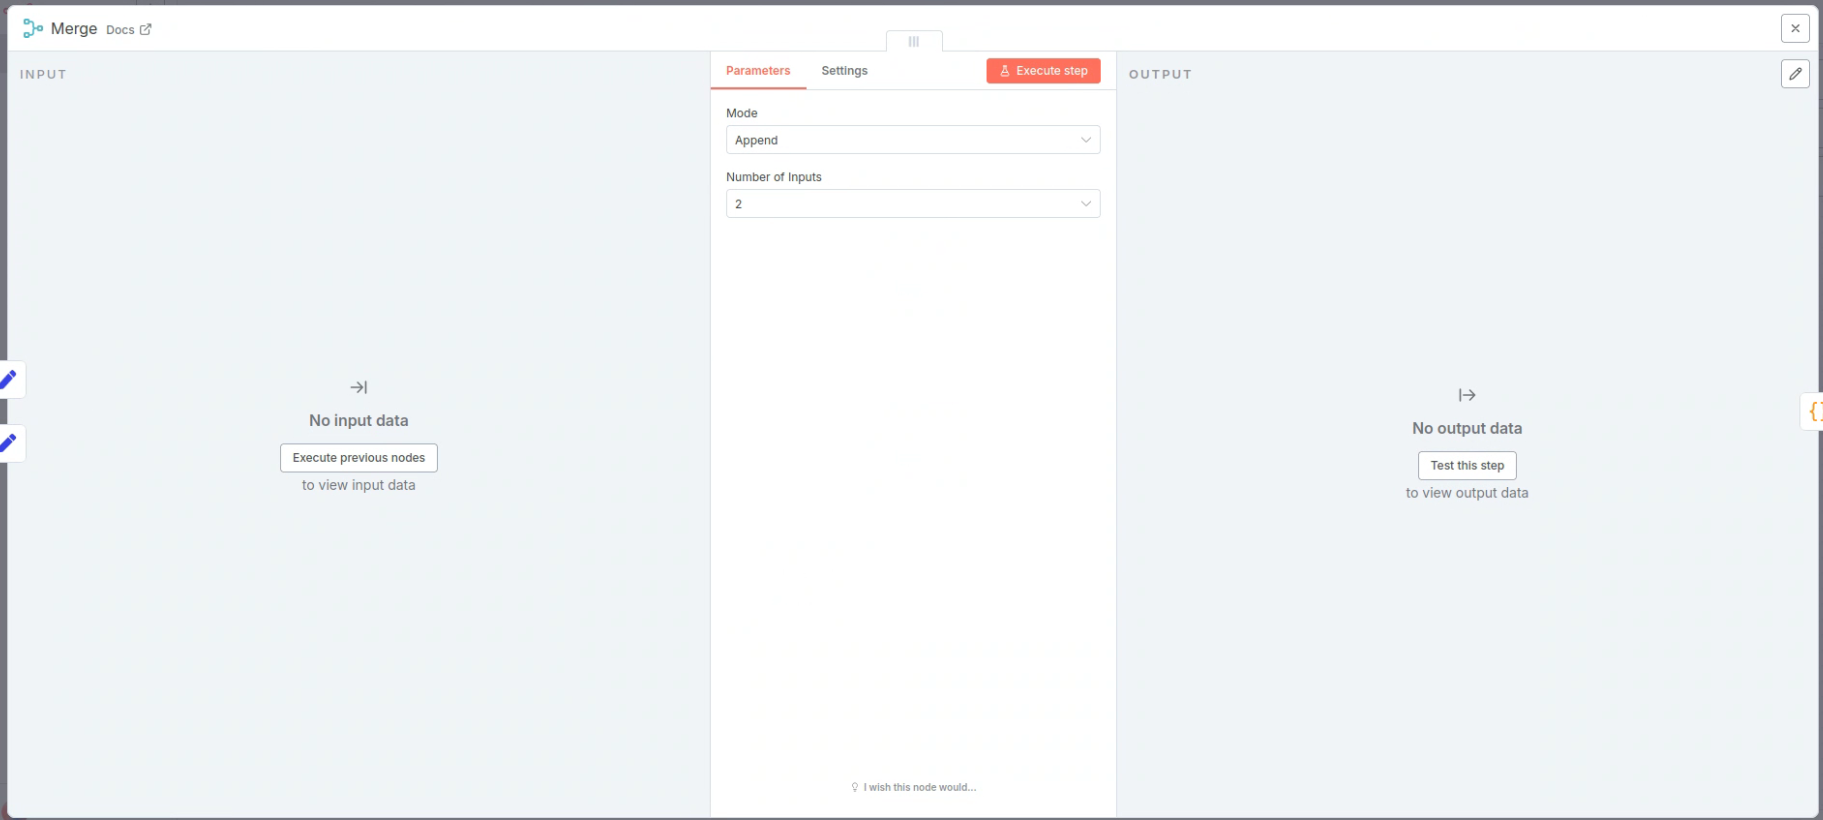 Merge Docs
INPUT
Parameters
Settings
Execute step
OUTPUT
Mode
Append
Number of Inputs
2
No input data
Execute previous nodes
to view input data
No output data
Test this step
to view output data
I wish this node would...